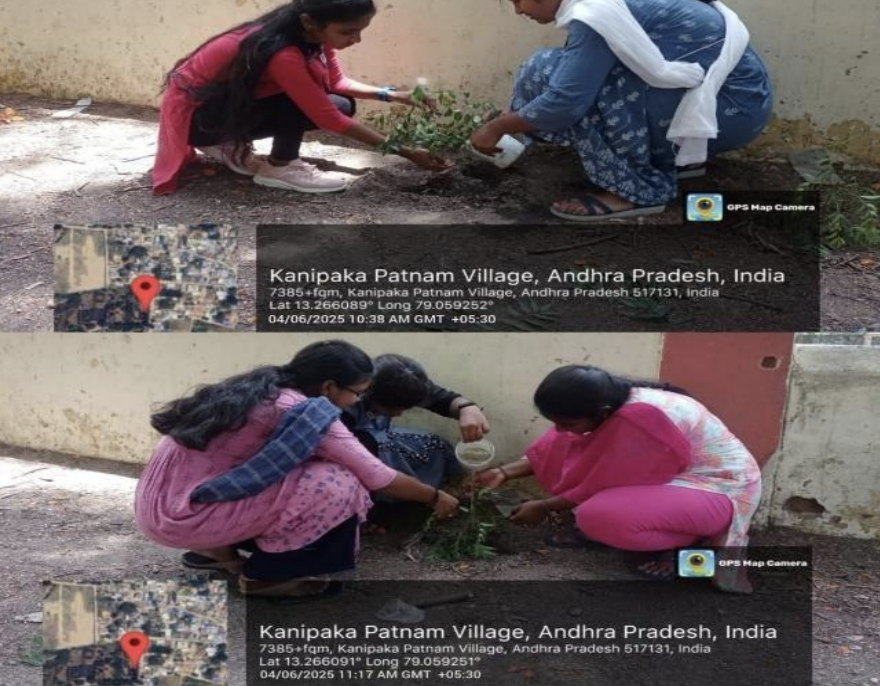 GPS Map Camera
Kanipaka Patnam Village, Andhra Pradesh, India
7385+fqm, Kanipaka Patnam Village, Andhra Pradesh 517131, India
Lat 13.266089° Long 79.059252°
04/06/2025 10:38 AM GMT +05:30
GPS Map Camera
Kanipaka Patnam Village, Andhra Pradesh, India
7385+fqm, Kanipaka Patnam Village, Andhra Pradesh 517131, India
Lat 13.266091° Long 79.059251°
04/06/2025 11:17 AM GMT +05:30